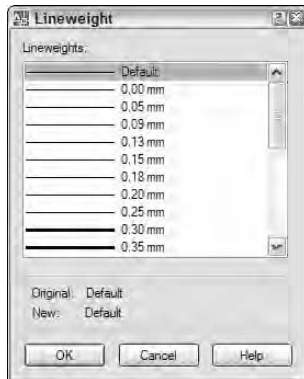 Lineweight
Lineweights:
Default
0.00 mm
0.05 mm
0.09 mm
0.13 mm
0.15 mm
0.18 mm
0.20 mm
0.25 mm
0.30 mm
0.35 mm
Original: Default
New: Default
OK Cancel Help